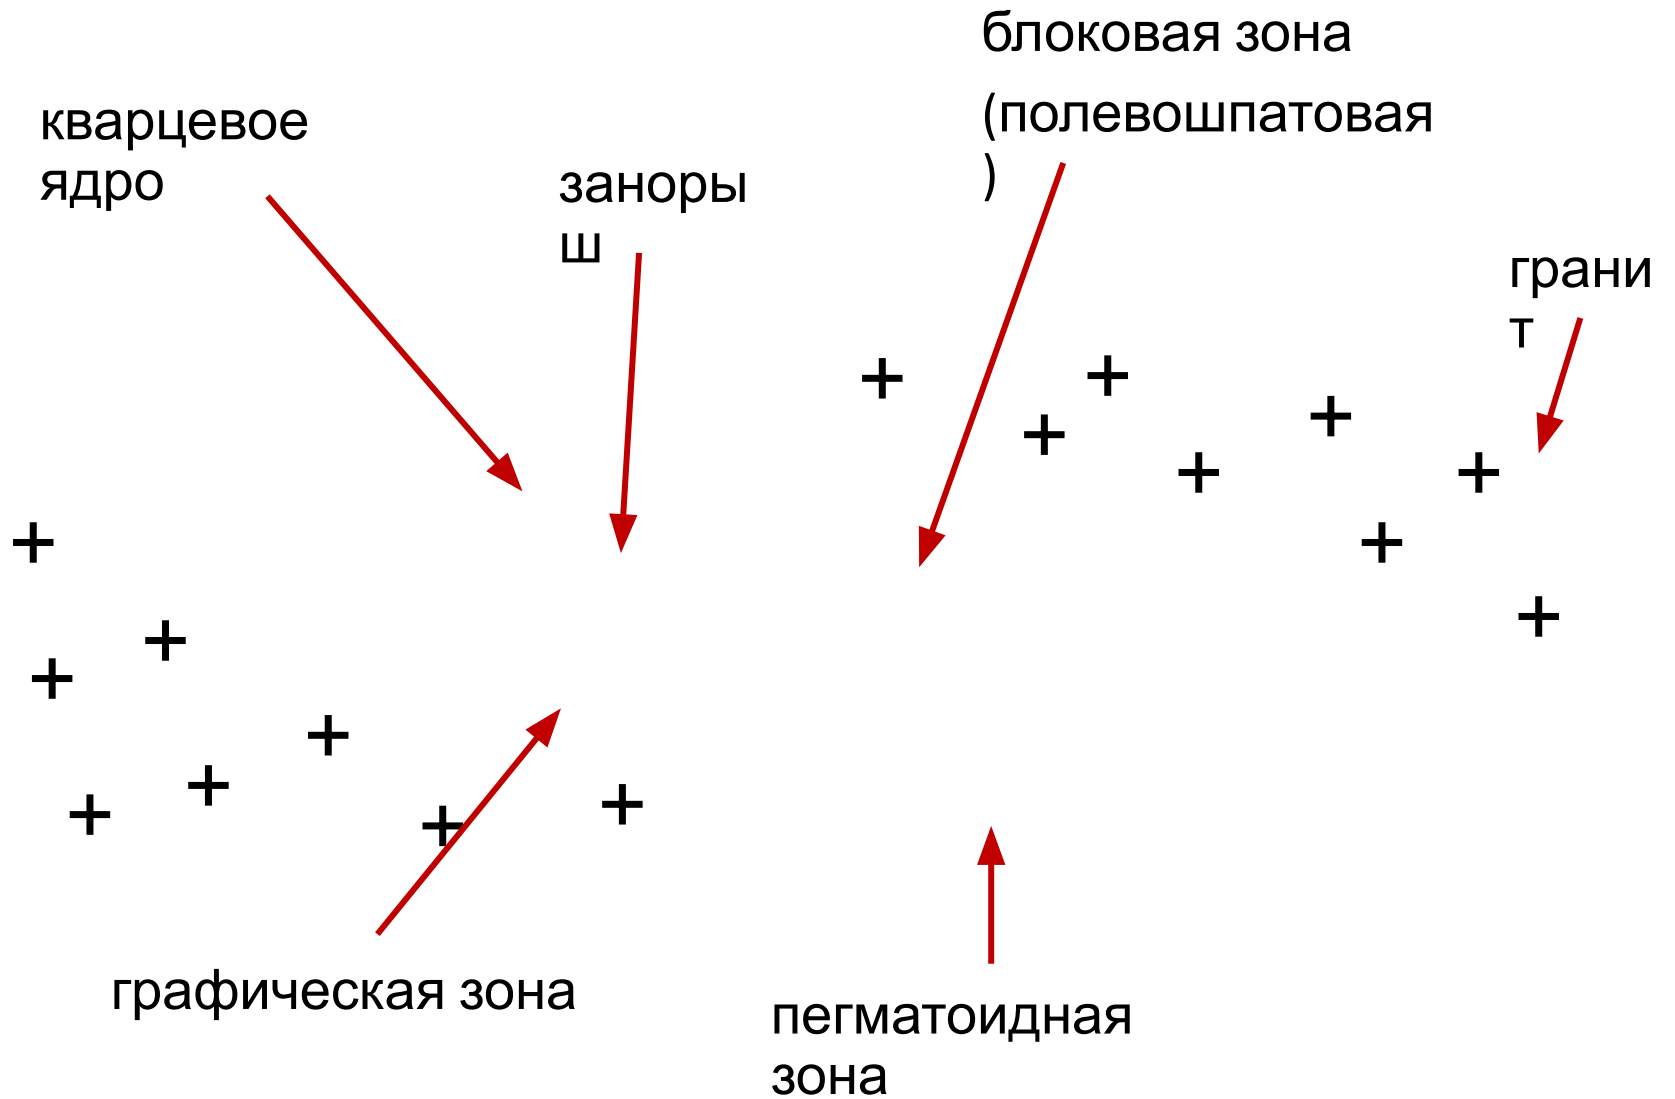 блоковая зона
(полевошпатовая
)
кварцевое
ядро
заноры
ш
грани
т
графическая зона
пегматоидная
зона